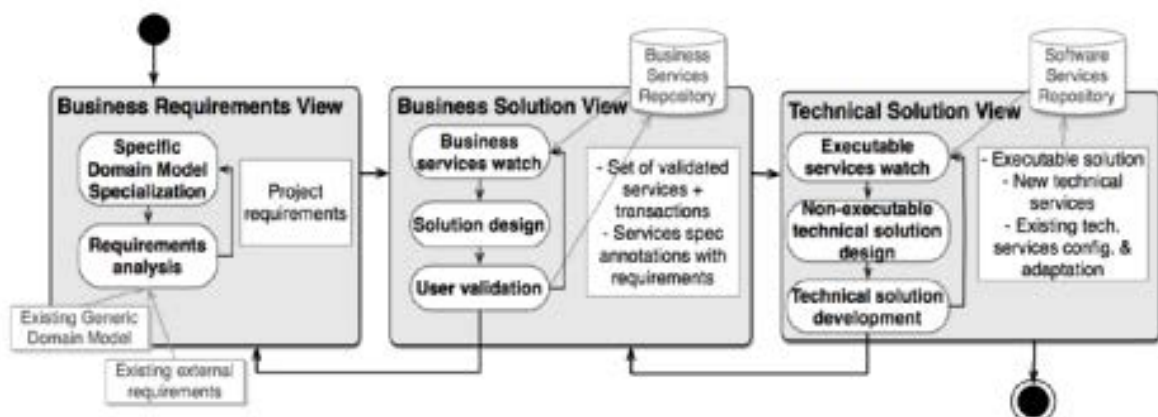 Business Requirements View
Specific
Domain Model
Specialization
Requirements
analysis
Project
requirements
Existing Generic
Domain Model
Existing external
requirements
Business
Services
Repository
Business Solution View
Business
services watch
Solution design
User validation
- Set of validated
services +
transactions
- Services spec
annotations with
requirements
Software
Services
Repository
Technical Solution View
Executable
services watch
Non-executable
technical solution
design
Technical solution
development
- Executable solution
- New technical
services
- Existing tech.
services config. &
adaptation